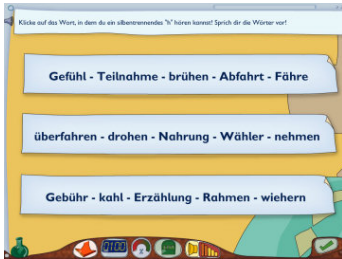 Klicke auf das Wort, in dem du ein silbentrennendes "h" hören kannst! Sprich dir die Wörter vor!
Gefühl - Teilnahme - brühen - Abfahrt - Fähre
überfahren - drohen - Nahrung - Wähler - nehmen
Gebühr - kahl - Erzählung - Rahmen - wiehern